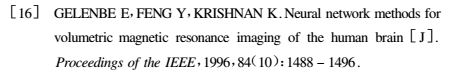 ［16］ GELENBE E，FENG Y，KRISHNAN K. Neural network methods for
volumetric magnetic resonance imaging of the human brain［J］.
Proceedings of the IEEE，1996，84（10）：1488 – 1496.